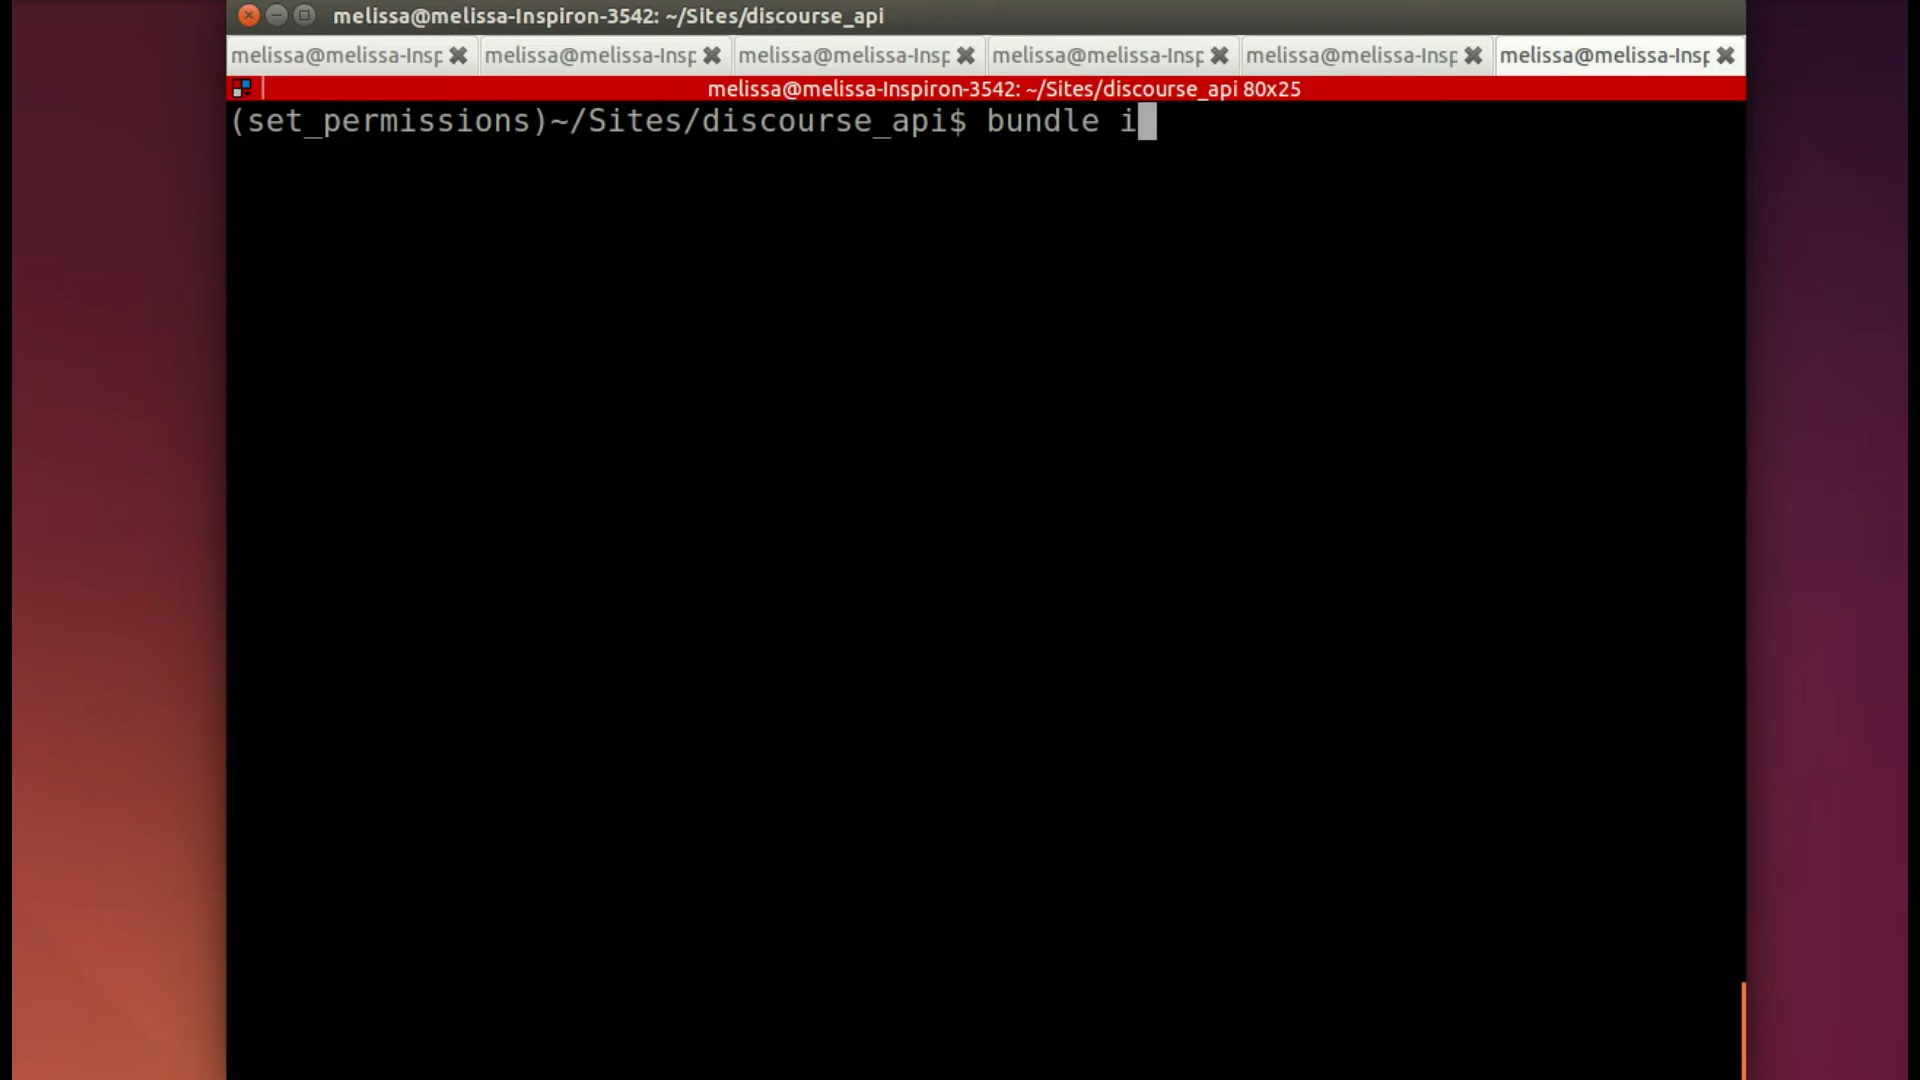 melissa@melissa-Inspiron-3542: ~/Sites/discourse_api
melissa@melissa-Insp melissa@melissa-Insp melissa@melissa-Insp melissa@melissa-Insp melissa@melissa-Insp melissa@melissa-Insp
melissa@melissa-Inspiron-3542: ~/Sites/discourse_api 80x25
(set_permissions)~/Sites/discourse_api$ bundle i